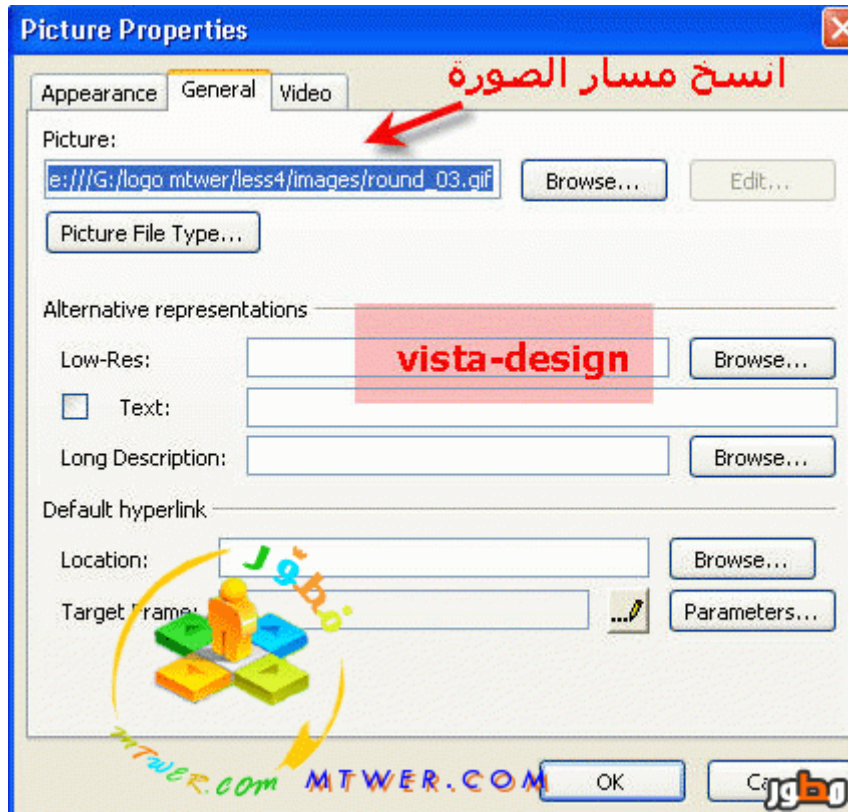 Picture Properties
انسخ مسار الصورة
Appearance General Video
Picture:
e:///G:/logo mtwer/less4/images/round_03.gif Browse... Edit...
Picture File Type...
Alternative representations
vista-design
Low-Res: Browse...
Text:
Long Description: Browse...
Default hyperlink
Location: Browse...
Target Frame: Parameters...
مطور
mTwer.com MTWER.COM OK
مطور